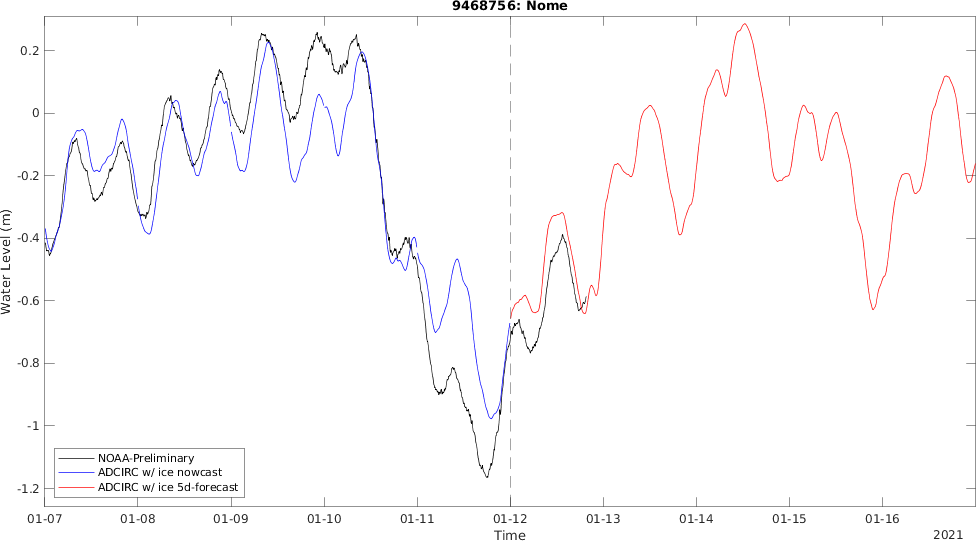 9468756: Nome
Water Level (m)
0.2
0
-0.2
-0.4
-0.6
-0.8
-1
-1.2
NOAA-Preliminary
ADCIRC w/ ice nowcast
ADCIRC w/ ice 5d-forecast
01-07 01-08 01-09 01-10 01-11 01-12 01-13 01-14 01-15 01-16
Time
2021